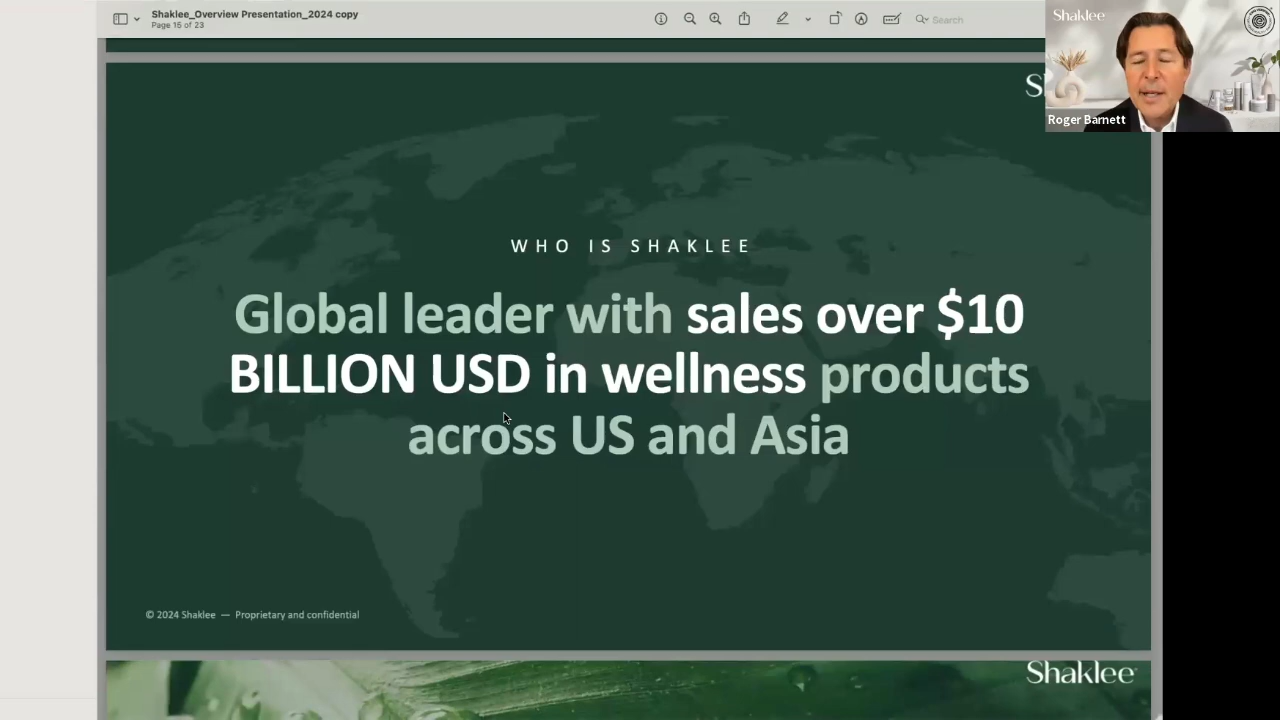 Shaklee_Overview Presentation_2024 copy
Page 15 of 23
Search
Shaklee
Roger Barnett
WHO IS SHAKLEE
Global leader with sales over $10
BILLION USD in wellness products
across US and Asia
© 2024 Shaklee — Proprietary and confidential
Shaklee